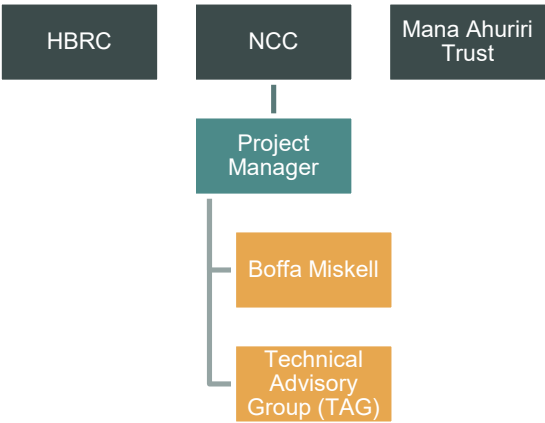 HBRC
NCC
Mana Ahuriri
Trust
Project
Manager
Boffa Miskell
Technical
Advisory
Group (TAG)